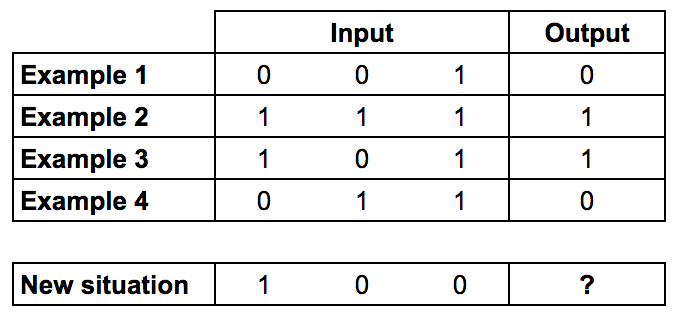 Input Output
Example 1 0 0 1 0
Example 2 1 1 1 1
Example 3 1 0 1 1
Example 4 0 1 1 0
New situation 1 0 0 ?